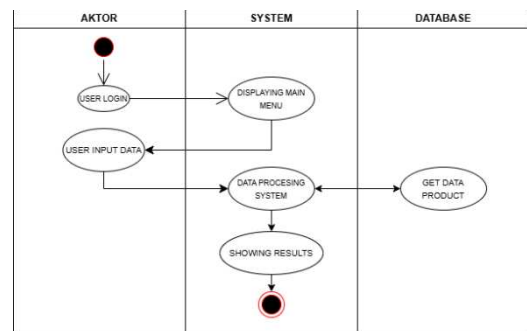 AKTOR
SYSTEM
DATABASE
USER LOGIN
DISPLAYING MAIN
MENU
USER INPUT DATA
DATA PROCESING
SYSTEM
GET DATA
PRODUCT
SHOWING RESULTS